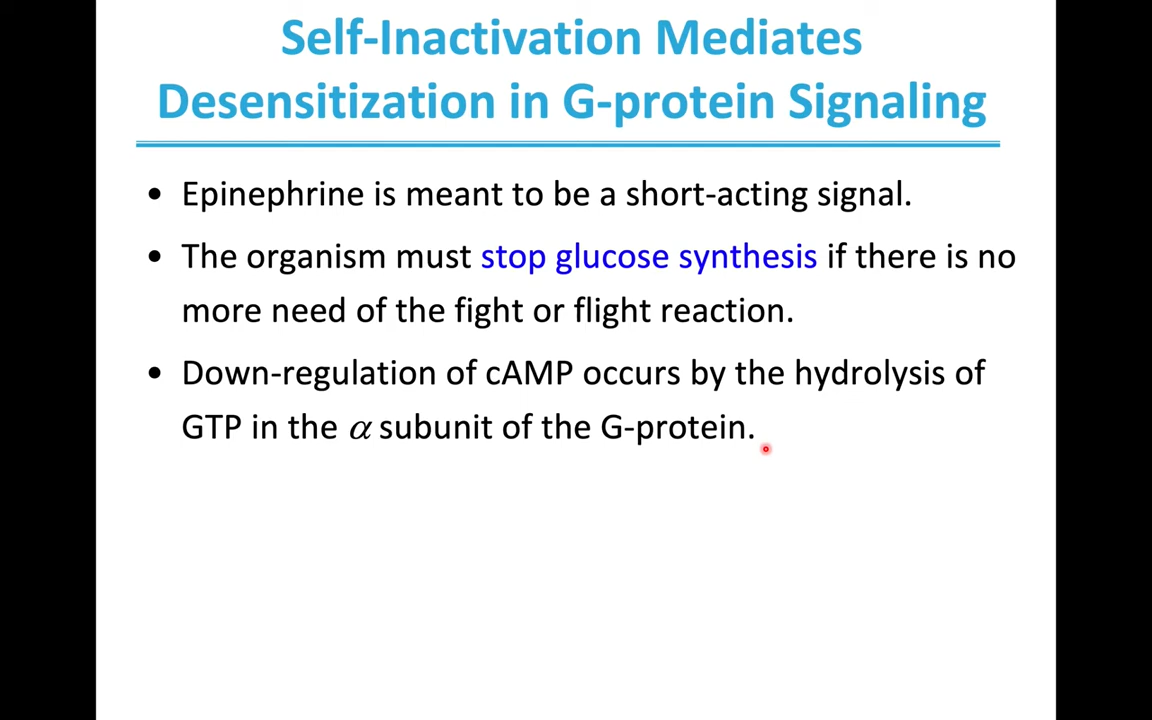 Self-Inactivation Mediates
Desensitization in G-protein Signaling
• Epinephrine is meant to be a short-acting signal.
• The organism must stop glucose synthesis if there is no
more need of the fight or flight reaction.
• Down-regulation of cAMP occurs by the hydrolysis of
GTP in the α subunit of the G-protein.